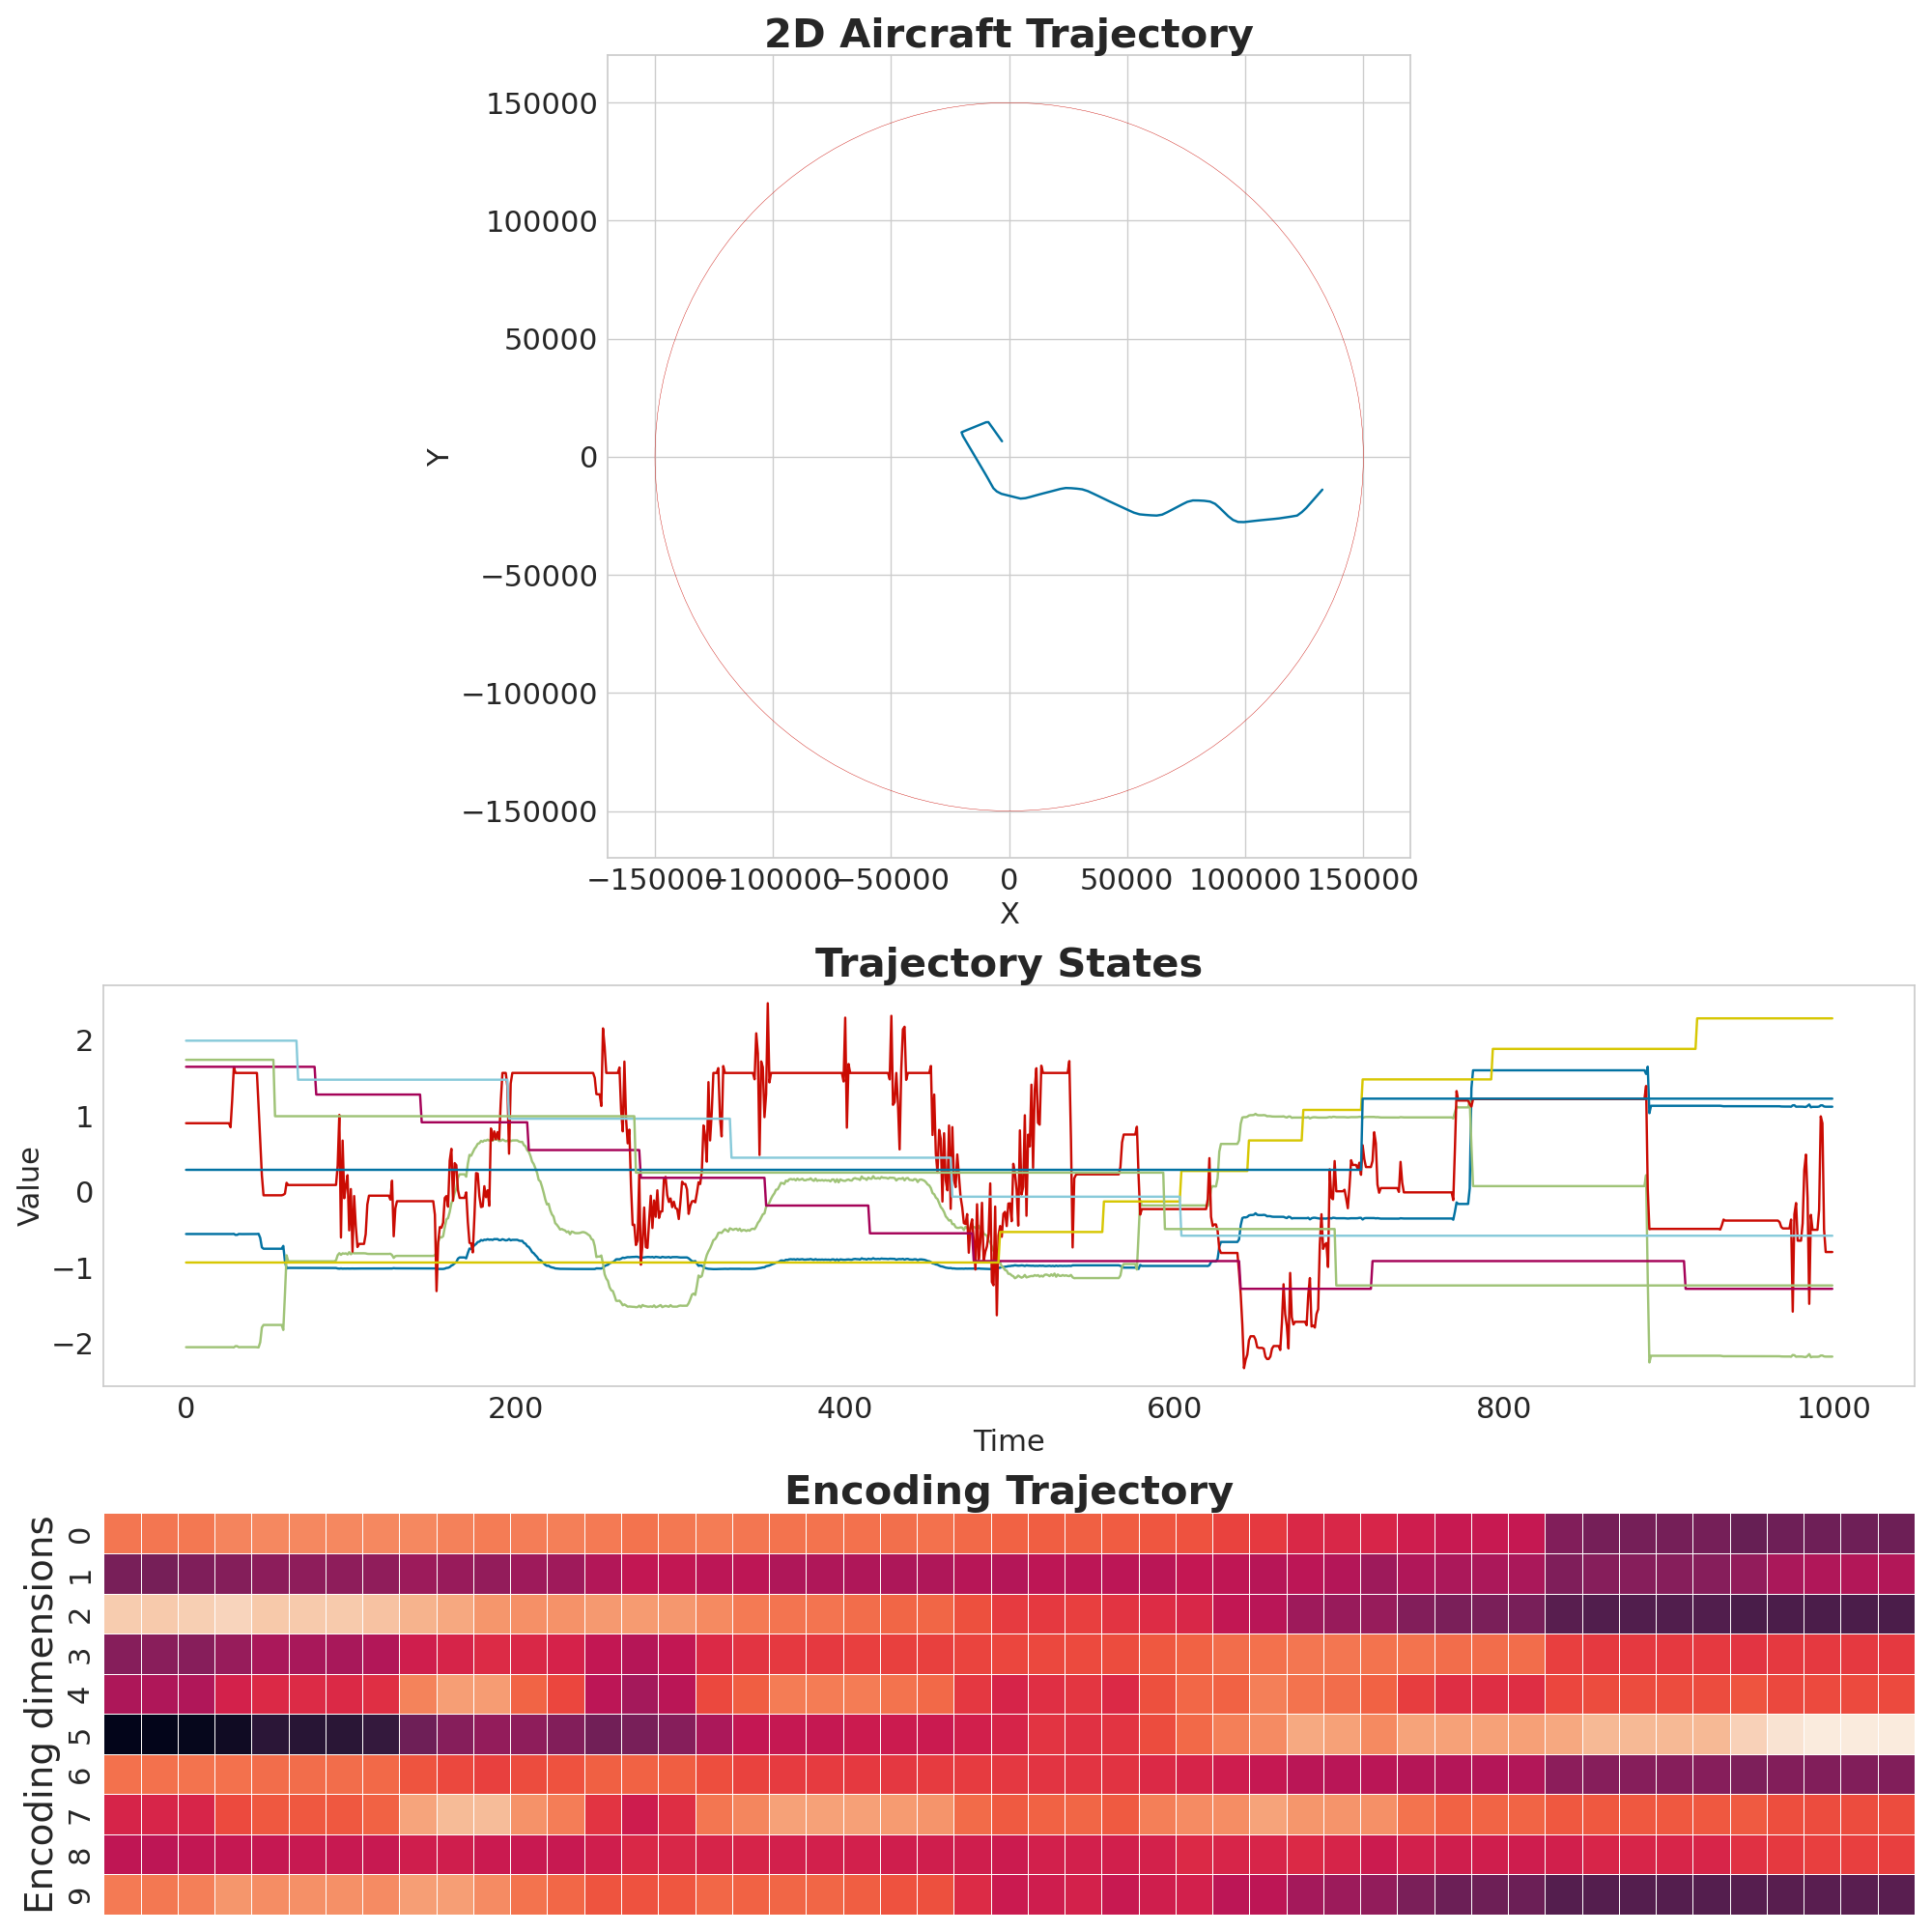 2D Aircraft Trajectory
150000
100000
50000
Y
0
−50000
−100000
−150000
−150000 −100000 −50000 0 50000 100000 150000
X
Trajectory States
Value
2
1
0
−1
−2
0 200 400 600 800 1000
Time
Encoding Trajectory
Encoding dimensions
0
1
2
3
4
5
6
7
8
9